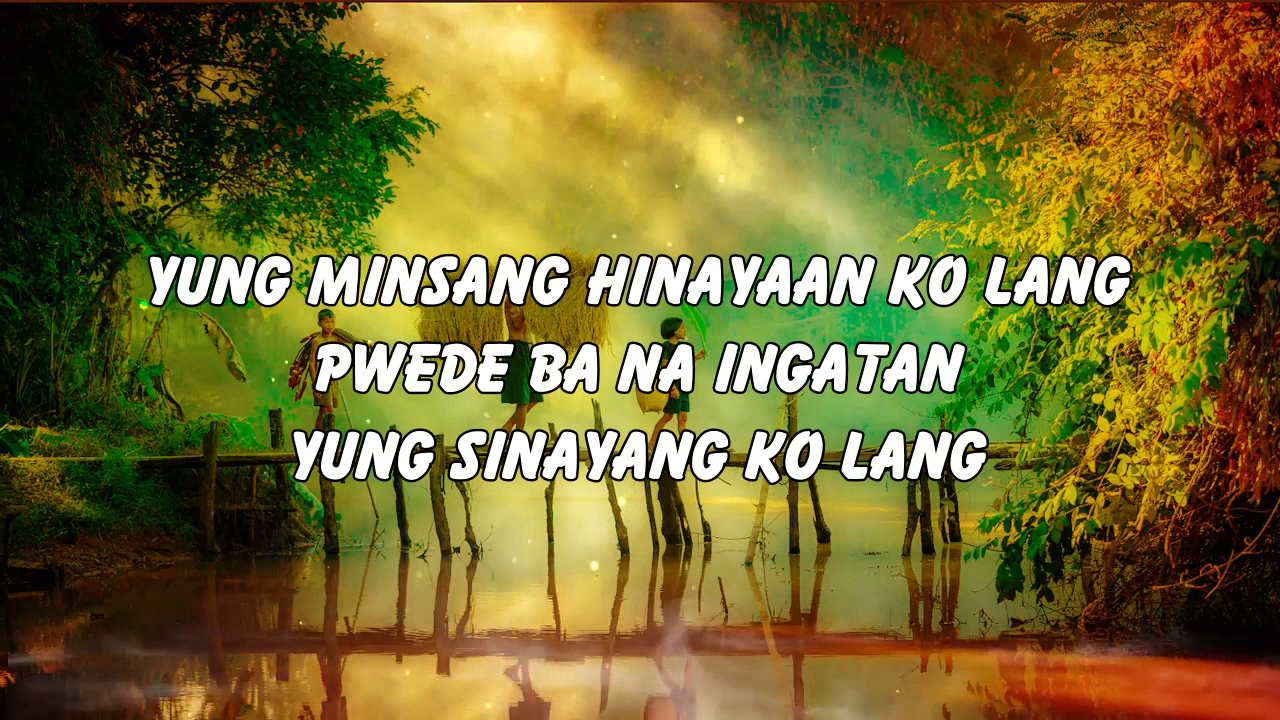 YUNG MINSANG HINAYAAN KO LANG
PWEDE BA NA INGATAN
YUNG SINAYANG KO LANG